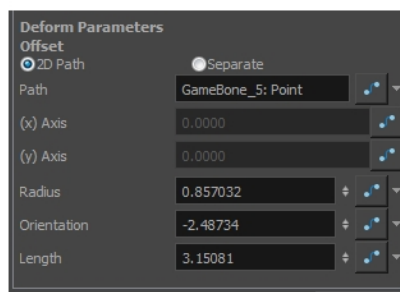 Deform Parameters
Offset
2D Path Separate
Path GameBone_5: Point
(x) Axis 0.0000
(y) Axis 0.0000
Radius 0.857032
Orientation -2.48734
Length 3.15081